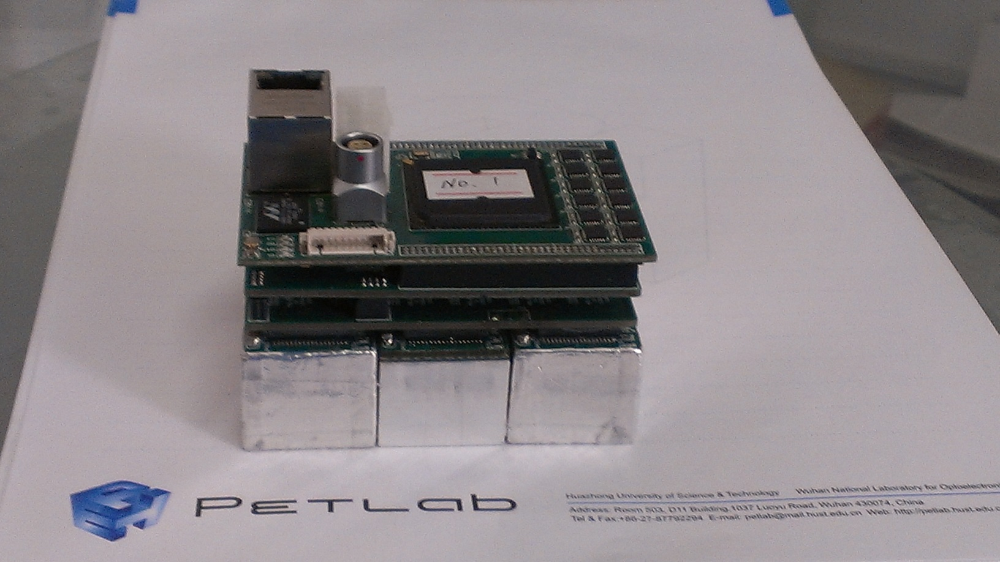 No. 1
PETLab
Huazhong University of Science & Technology Wuhan National Laboratory for Optoelectron
Address: Room 503, D11 Building,1037 Luoyu Road, Wuhan 430074, China
Tel & Fax:+86-27-87792294 E-mail: petlab@mail.hust.edu.cn Web: http://petlab.hust.edu.c